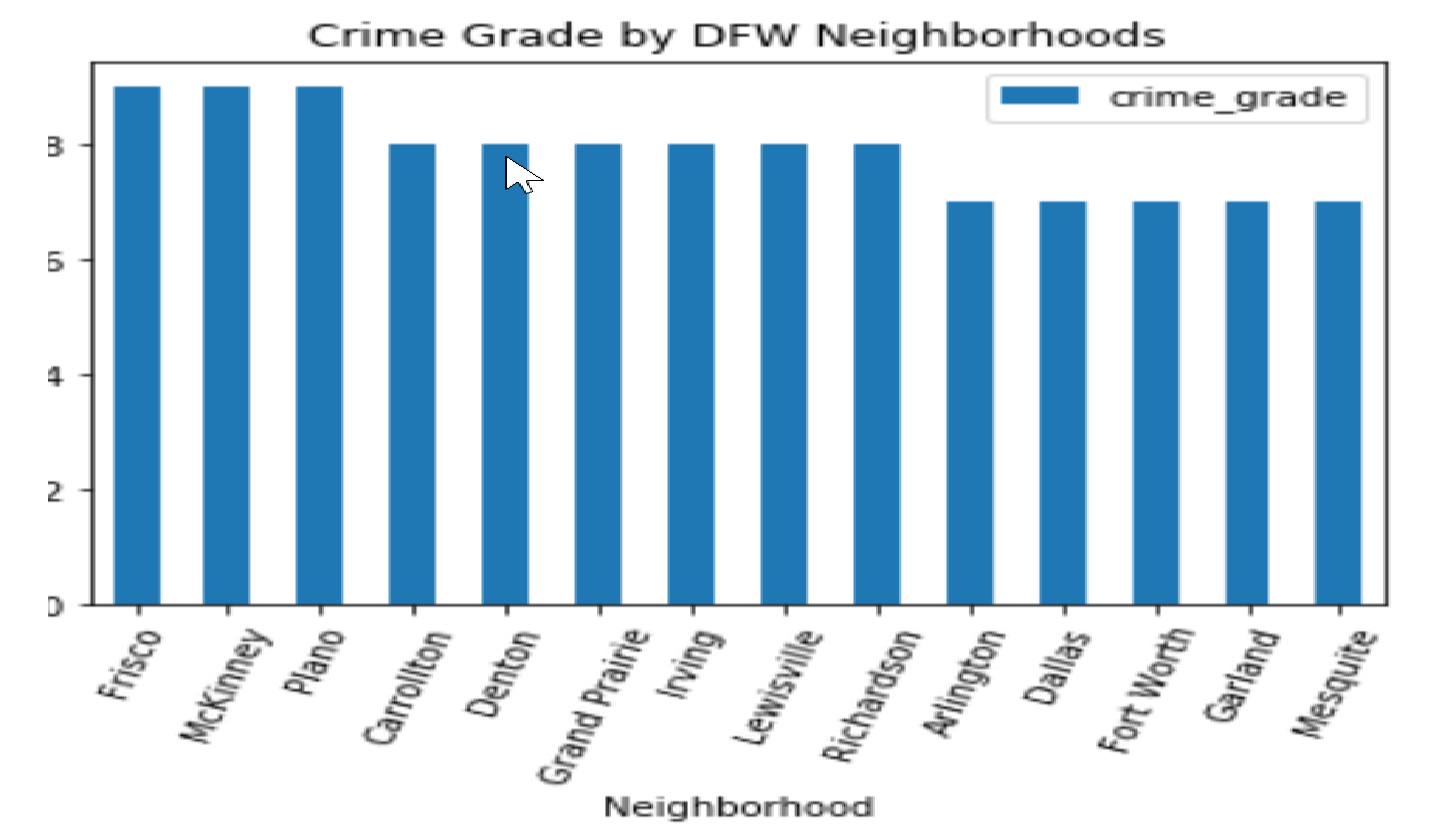 Crime Grade by DFW Neighborhoods
crime_grade
8
6
4
2
0
Frisco
McKinney
Plano
Carrollton
Denton
Grand Prairie
Irving
Lewisville
Richardson
Arlington
Dallas
Fort Worth
Garland
Mesquite
Neighborhood